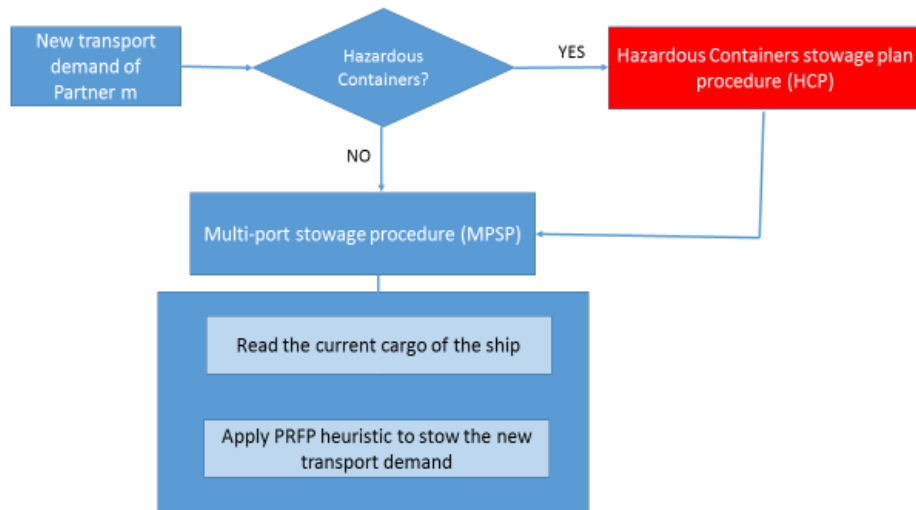 New transport
demand of
Partner m
Hazardous
Containers?
YES
Hazardous Containers stowage plan
procedure (HCP)
NO
Multi-port stowage procedure (MPSP)
Read the current cargo of the ship
Apply PRFP heuristic to stow the new
transport demand